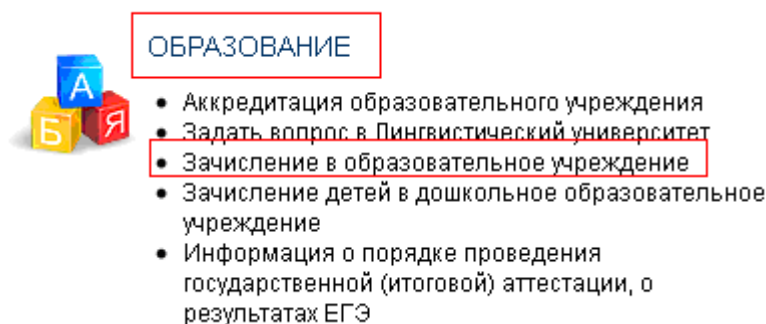 ОБРАЗОВАНИЕ
А
Б Я
Аккредитация образовательного учреждения
Задать вопрос в Лингвистический университет
Зачисление в образовательное учреждение
Зачисление детей в дошкольное образовательное
учреждение
Информация о порядке проведения
государственной (итоговой) аттестации, о
результатах ЕГЭ